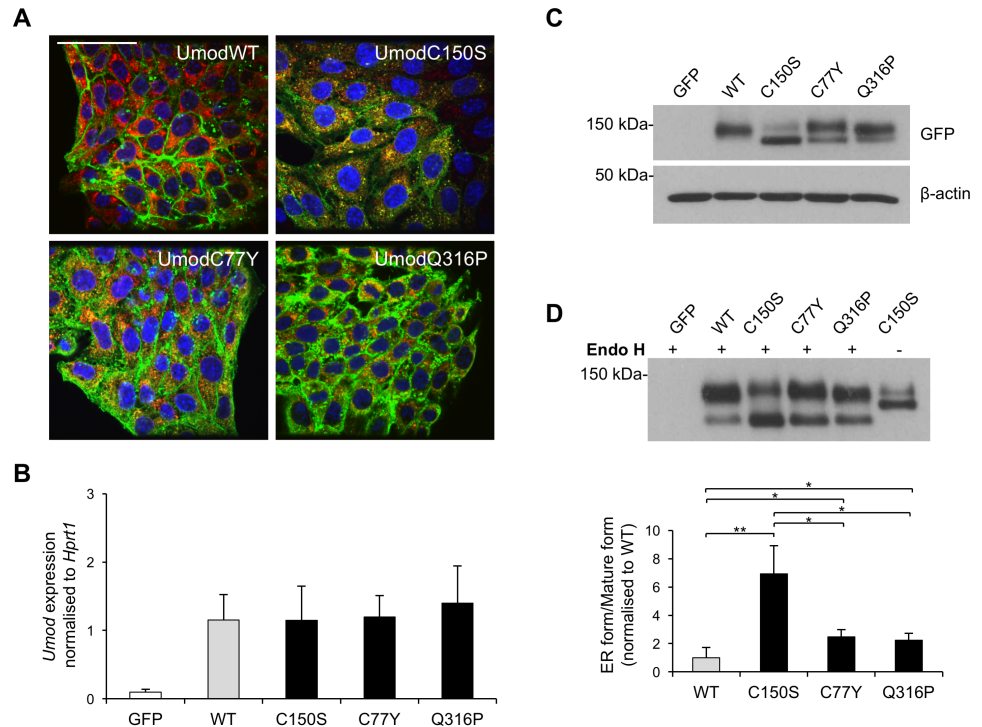 A
UmodWT
UmodC150S
UmodC77Y
UmodQ316P
B
Umod expression
normalised to Hprt1
3
2
1
0
GFP WT C150S C77Y Q316P
C
GFP WT C150S C77Y Q316P
150 kDa-
GFP
50 kDa-
β-actin
D
GFP WT C150S C77Y Q316P C150S
Endo H + + + + + -
150 kDa-
ER form/Mature form
(normalised to WT)
*
*
*
** *
10
8
6
4
2
0
WT C150S C77Y Q316P